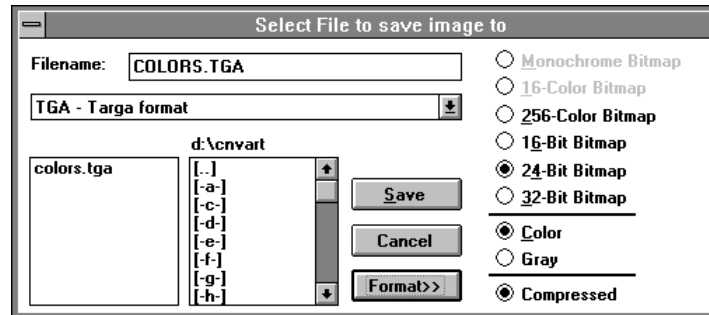 Select File to save image to
Filename: COLORS.TGA
TGA - Targa format
d:\cnvart
colors.tga
[..]
[-a-]
[-c-]
[-d-]
[-e-]
[-f-]
[-g-]
[-h-]
Save
Cancel
Format>>
Monochrome Bitmap
16-Color Bitmap
256-Color Bitmap
16-Bit Bitmap
24-Bit Bitmap
32-Bit Bitmap
Color
Gray
Compressed